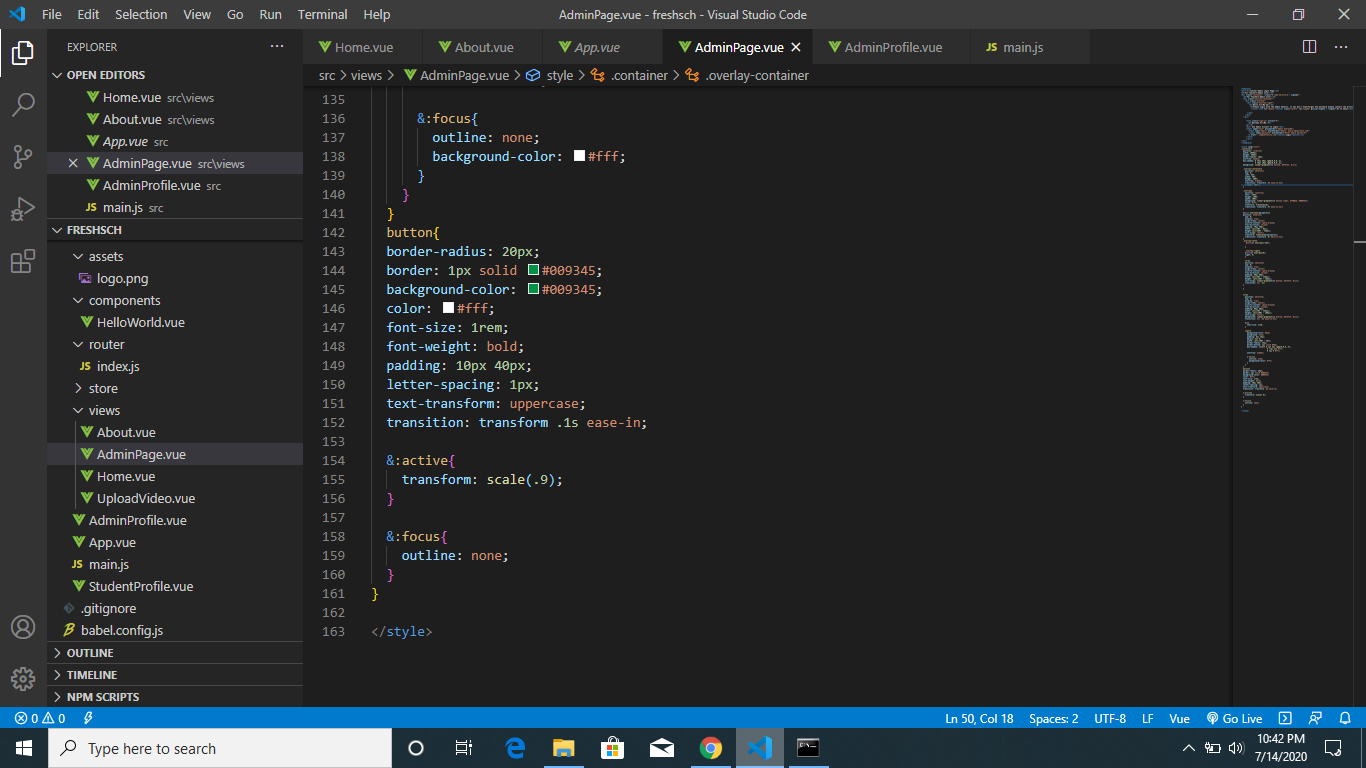 File Edit Selection View Go Run Terminal Help
AdminPage.vue - freshsch - Visual Studio Code
EXPLORER
OPEN EDITORS
Home.vue src\views
About.vue src\views
App.vue src
AdminPage.vue src\views
AdminProfile.vue src
JS main.js src
FRESHSCH
assets
logo.png
components
HelloWorld.vue
router
JS index.js
store
views
About.vue
AdminPage.vue
Home.vue
UploadVideo.vue
AdminProfile.vue
App.vue
JS main.js
StudentProfile.vue
.gitignore
babel.config.js
OUTLINE
TIMELINE
NPM SCRIPTS
Home.vue About.vue App.vue AdminPage.vue AdminProfile.vue JS main.js
src > views > AdminPage.vue > style > .container > .overlay-container
135
136 &:focus{
137 outline: none;
138 background-color: #fff;
139 }
140 }
141 }
142 button{
143 border-radius: 20px;
144 border: 1px solid #009345;
145 background-color: #009345;
146 color: #fff;
147 font-size: 1rem;
148 font-weight: bold;
149 padding: 10px 40px;
150 letter-spacing: 1px;
151 text-transform: uppercase;
152 transition: transform .1s ease-in;
153
154 &:active{
155 transform: scale(.9);
156 }
157
158 &:focus{
159 outline: none;
160 }
161 }
162
163 </style>
0 0 Ln 50, Col 18 Spaces: 2 UTF-8 LF Vue Go Live
Type here to search
10:42 PM
7/14/2020